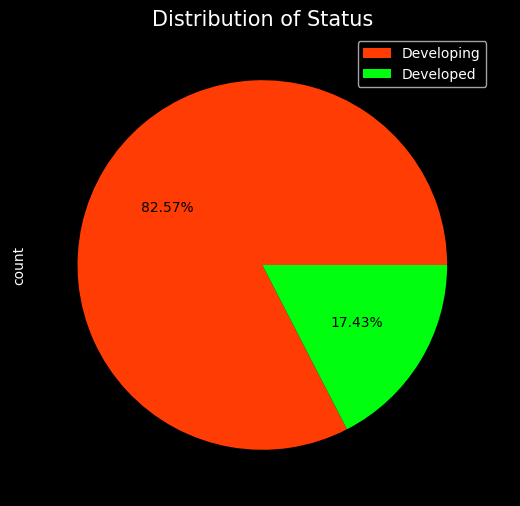 Distribution of Status
Developing
Developed
82.57%
count
17.43%